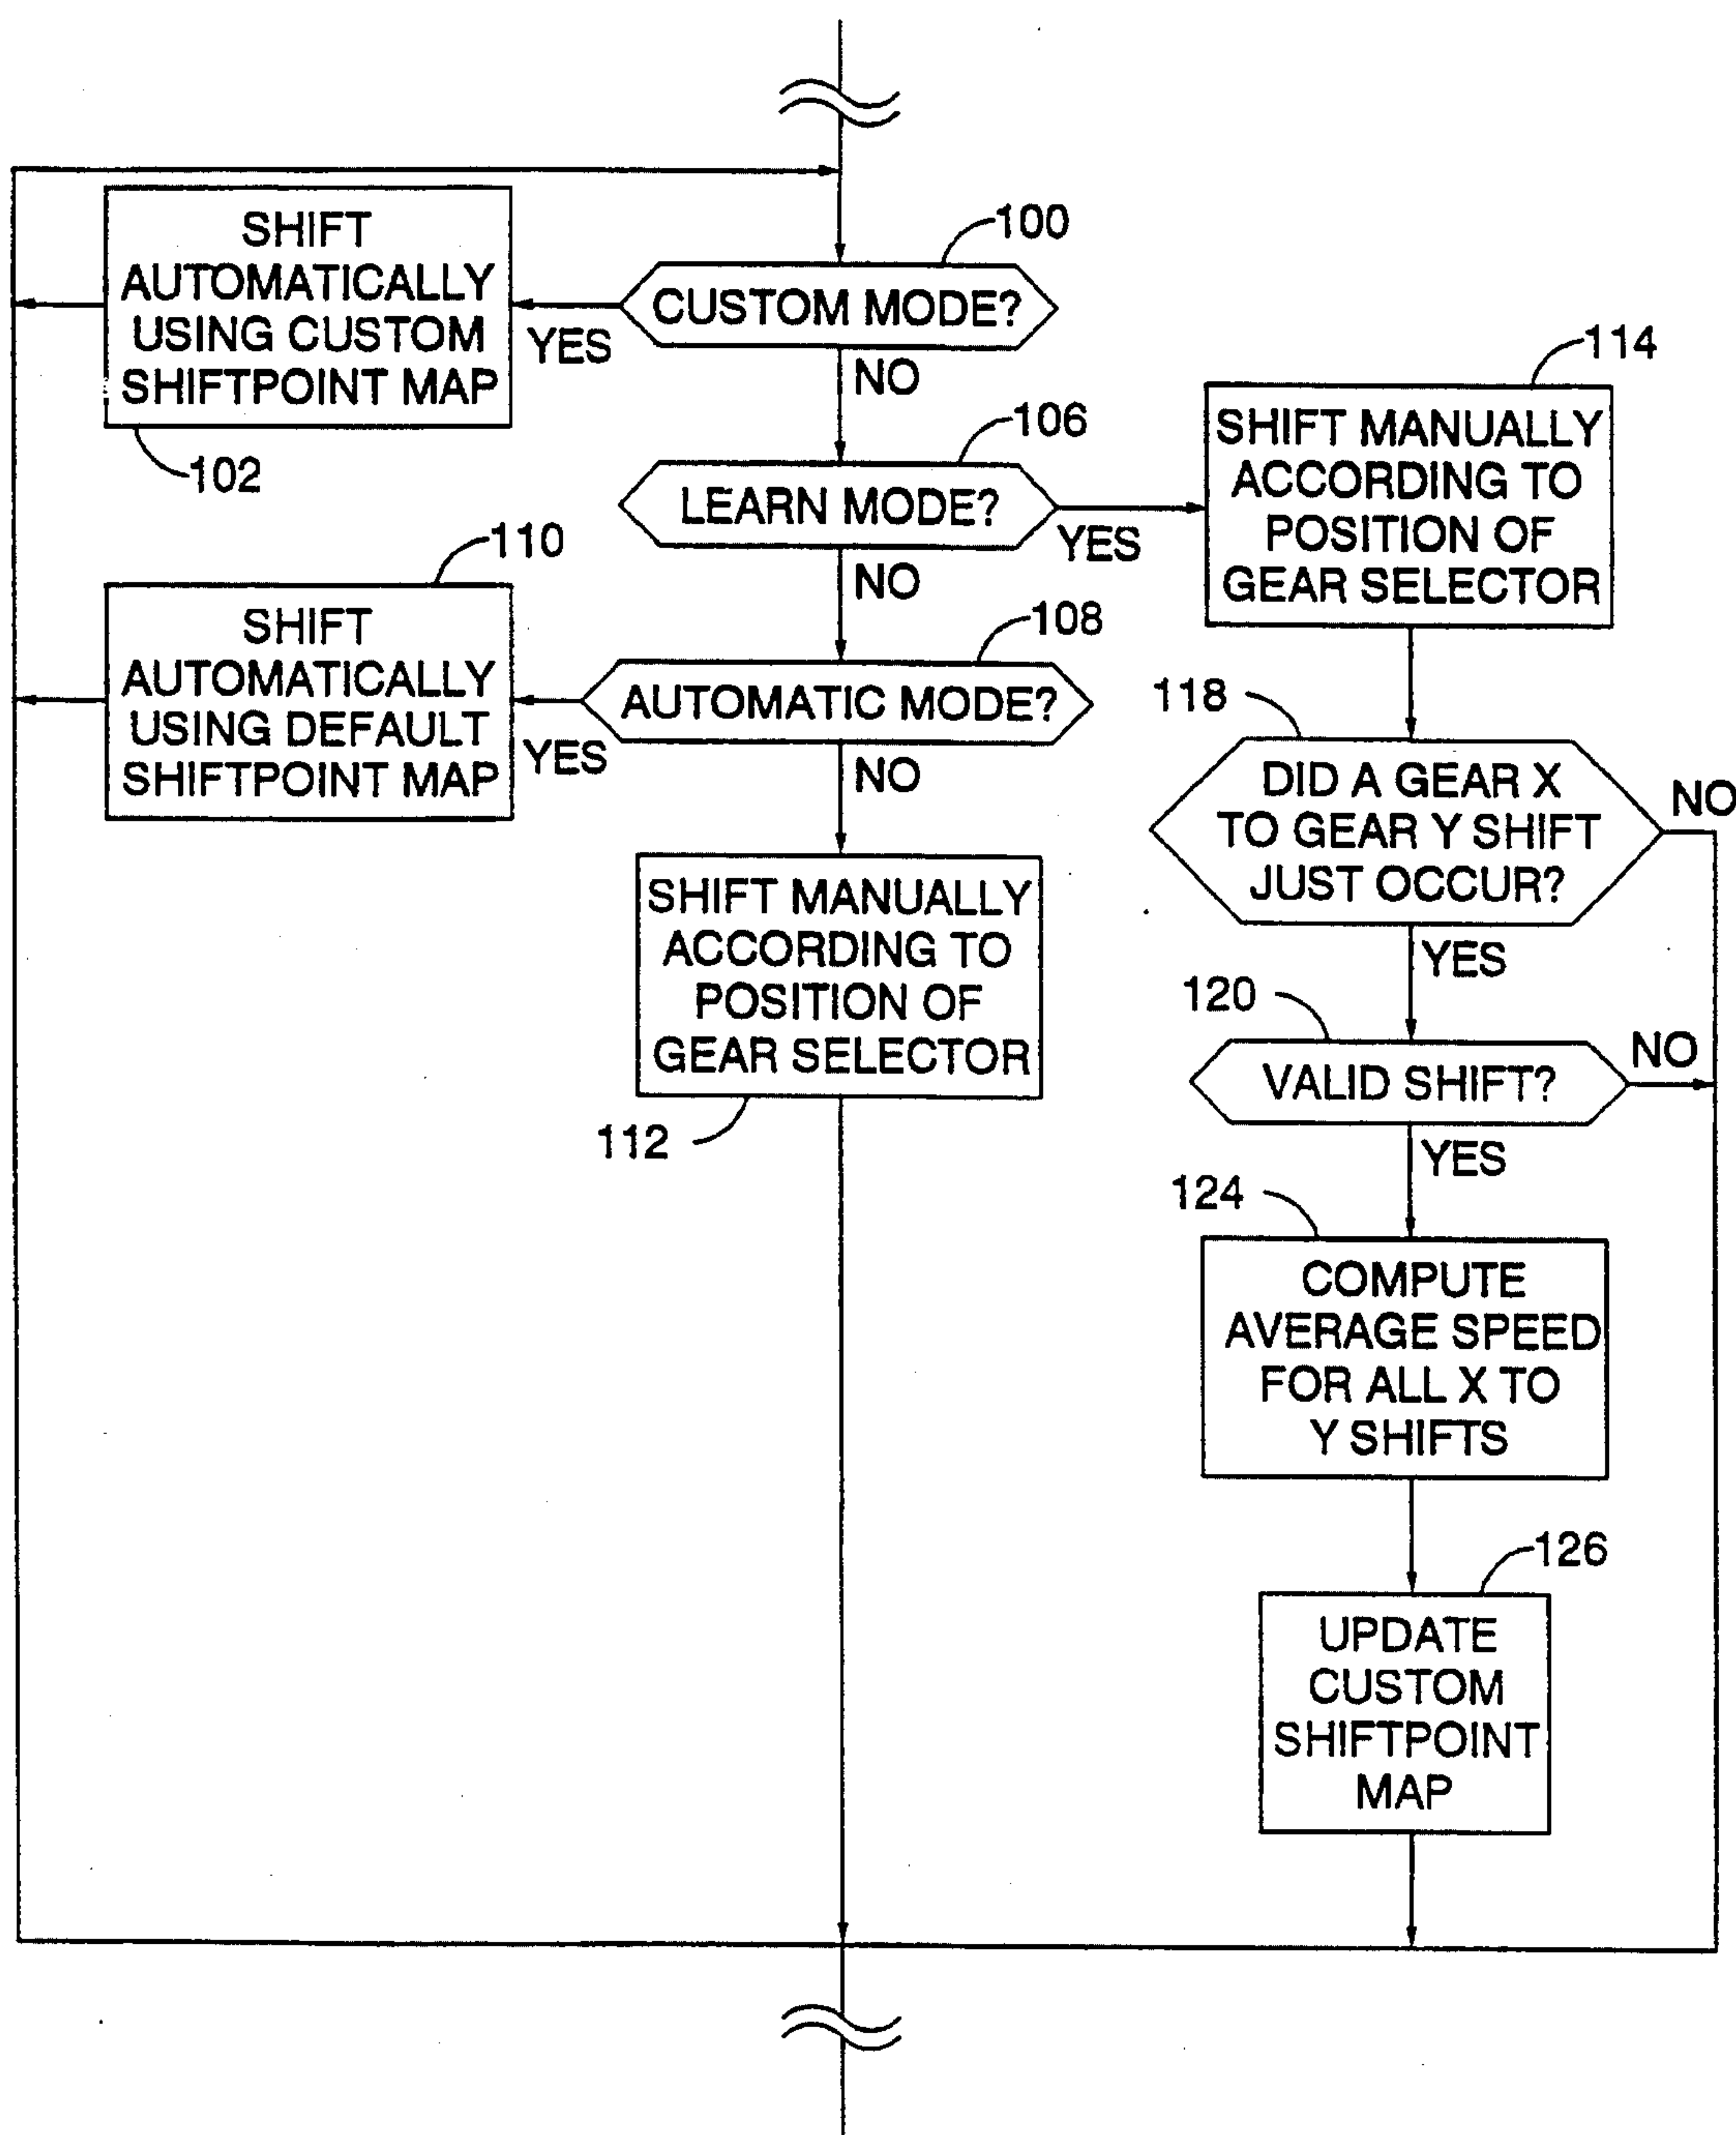 100
SHIFT
AUTOMATICALLY
USING CUSTOM
SHIFTPOINT MAP
YES
CUSTOM MODE?
NO
102
106
LEARN MODE?
YES
NO
114
SHIFT MANUALLY
ACCORDING TO
POSITION OF
GEAR SELECTOR
110
SHIFT
AUTOMATICALLY
USING DEFAULT
SHIFTPOINT MAP
YES
108
AUTOMATIC MODE?
NO
SHIFT MANUALLY
ACCORDING TO
POSITION OF
GEAR SELECTOR
112
118
DID A GEAR X
TO GEAR Y SHIFT
JUST OCCUR?
NO
YES
120
VALID SHIFT?
NO
YES
124
COMPUTE
AVERAGE SPEED
FOR ALL X TO
Y SHIFTS
126
UPDATE
CUSTOM
SHIFTPOINT
MAP